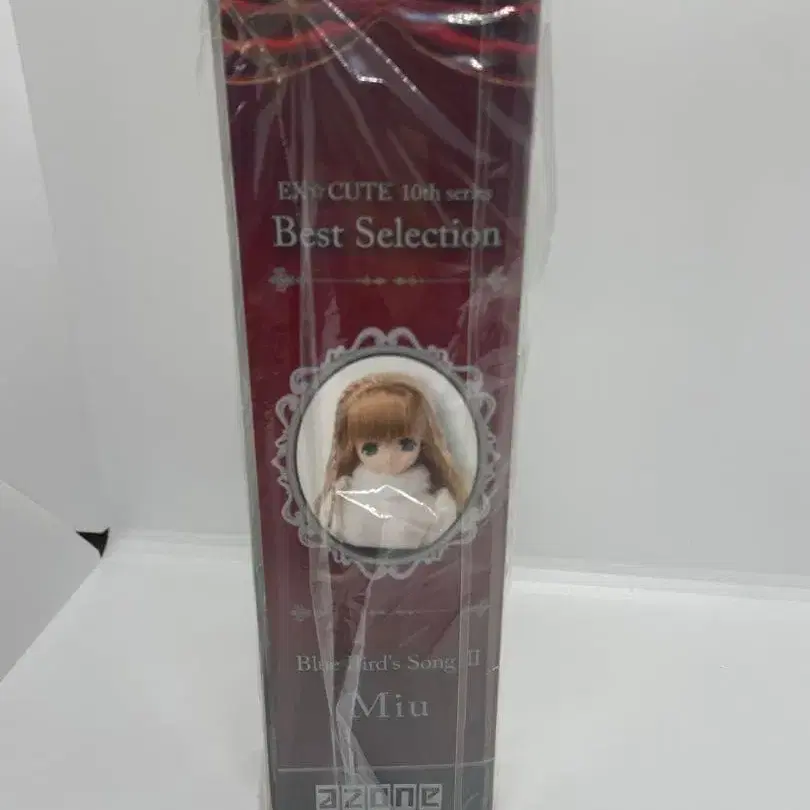 EX☆CUTE 10th series
Best Selection
Blue Bird's Song II
Miu
azone